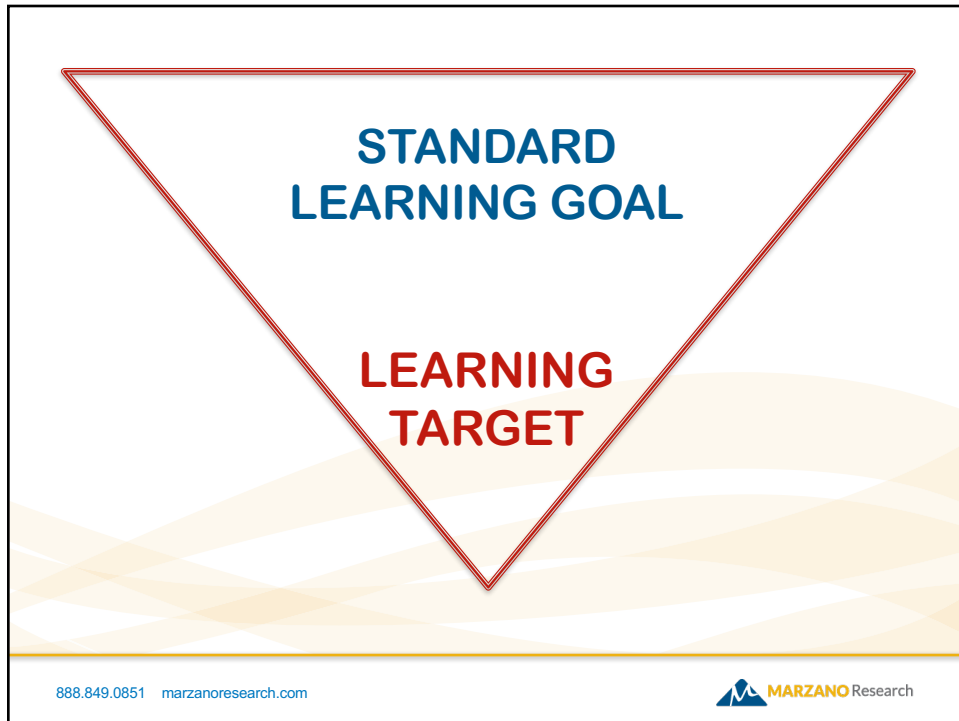 STANDARD
LEARNING GOAL
LEARNING
TARGET
888.849.0851 marzanoresearch.com
MARZANO Research